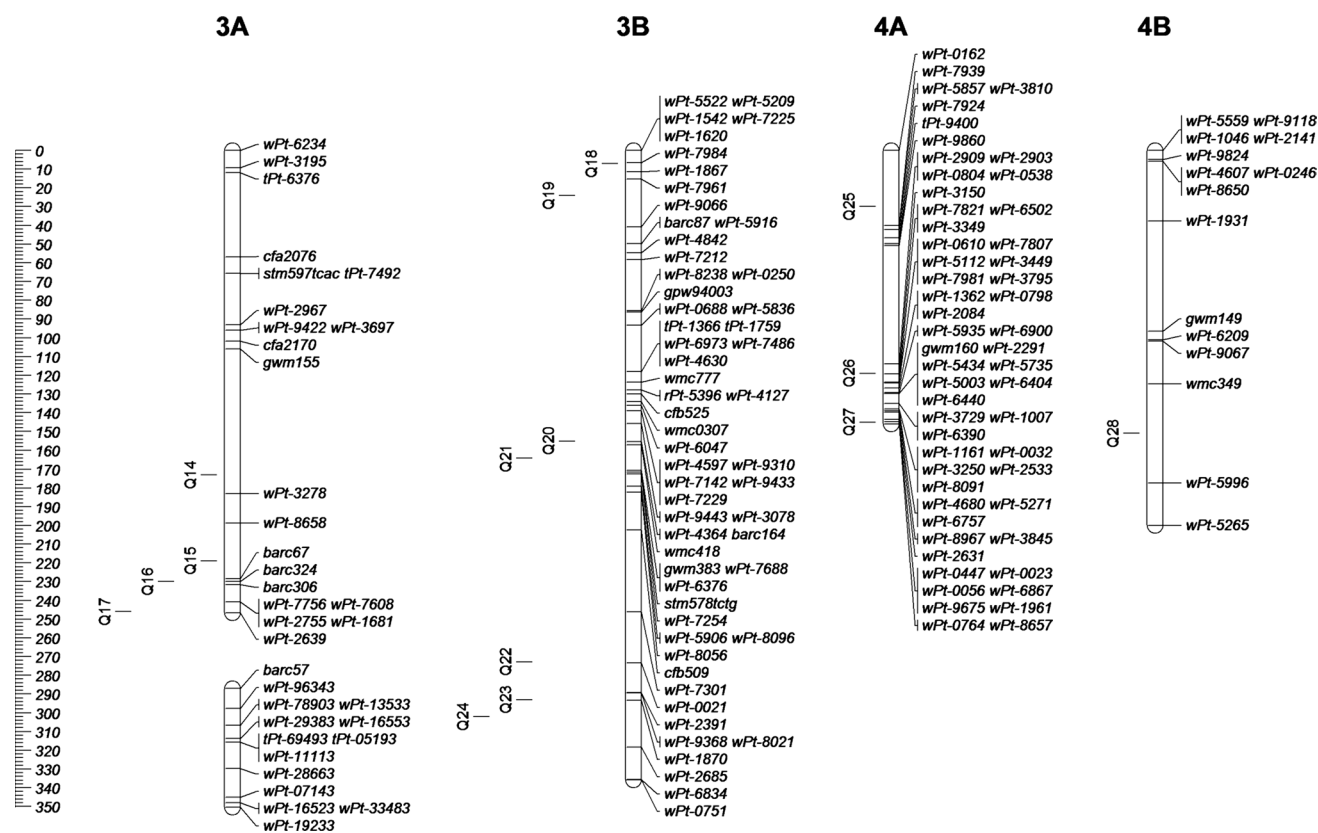 3A
3B
4A
4B
0
10
20
30
40
50
60
70
80
90
100
110
120
130
140
150
160
170
180
190
200
210
220
230
240
250
260
270
280
290
300
310
320
330
340
350
Q14
Q15
Q16
Q17
wPt-6234
wPt-3195
tPt-6376
cfa2076
stm597tcac tPt-7492
wPt-2967
wPt-9422 wPt-3697
cfa2170
gwm155
wPt-3278
wPt-8658
barc67
barc324
barc306
wPt-7756 wPt-7608
wPt-2755 wPt-1681
wPt-2639
barc57
wPt-96343
wPt-78903 wPt-13533
wPt-29383 wPt-16553
tPt-69493 tPt-05193
wPt-11113
wPt-28663
wPt-07143
wPt-16523 wPt-33483
wPt-19233
Q18
Q19
Q20
Q21
Q22
Q23
Q24
wPt-5522 wPt-5209
wPt-1542 wPt-7225
wPt-1620
wPt-7984
wPt-1867
wPt-7961
wPt-9066
barc87 wPt-5916
wPt-4842
wPt-7212
wPt-8238 wPt-0250
gpw94003
wPt-0688 wPt-5836
tPt-1366 tPt-1759
wPt-6973 wPt-7486
wPt-4630
wmc777
rPt-5396 wPt-4127
cfb525
wmc0307
wPt-6047
wPt-4597 wPt-9310
wPt-7142 wPt-9433
wPt-7229
wPt-9443 wPt-3078
wPt-4364 barc164
wmc418
gwm383 wPt-7688
wPt-6376
stm578tctg
wPt-7254
wPt-5906 wPt-8096
wPt-8056
cfb509
wPt-7301
wPt-0021
wPt-2391
wPt-9368 wPt-8021
wPt-1870
wPt-2685
wPt-6834
wPt-0751
Q25
Q26
Q27
wPt-0162
wPt-7939
wPt-5857 wPt-3810
wPt-7924
tPt-9400
wPt-9860
wPt-2909 wPt-2903
wPt-0804 wPt-0538
wPt-3150
wPt-7821 wPt-6502
wPt-3349
wPt-0610 wPt-7807
wPt-5112 wPt-3449
wPt-7981 wPt-3795
wPt-1362 wPt-0798
wPt-2084
wPt-5935 wPt-6900
gwm160 wPt-2291
wPt-5434 wPt-5735
wPt-5003 wPt-6404
wPt-6440
wPt-3729 wPt-1007
wPt-6390
wPt-1161 wPt-0032
wPt-3250 wPt-2533
wPt-8091
wPt-4680 wPt-5271
wPt-6757
wPt-8967 wPt-3845
wPt-2631
wPt-0447 wPt-0023
wPt-0056 wPt-6867
wPt-9675 wPt-1961
wPt-0764 wPt-8657
Q28
wPt-5559 wPt-9118
wPt-1046 wPt-2141
wPt-9824
wPt-4607 wPt-0246
wPt-8650
wPt-1931
gwm149
wPt-6209
wPt-9067
wmc349
wPt-5996
wPt-5265